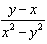 y − x
x² − y²